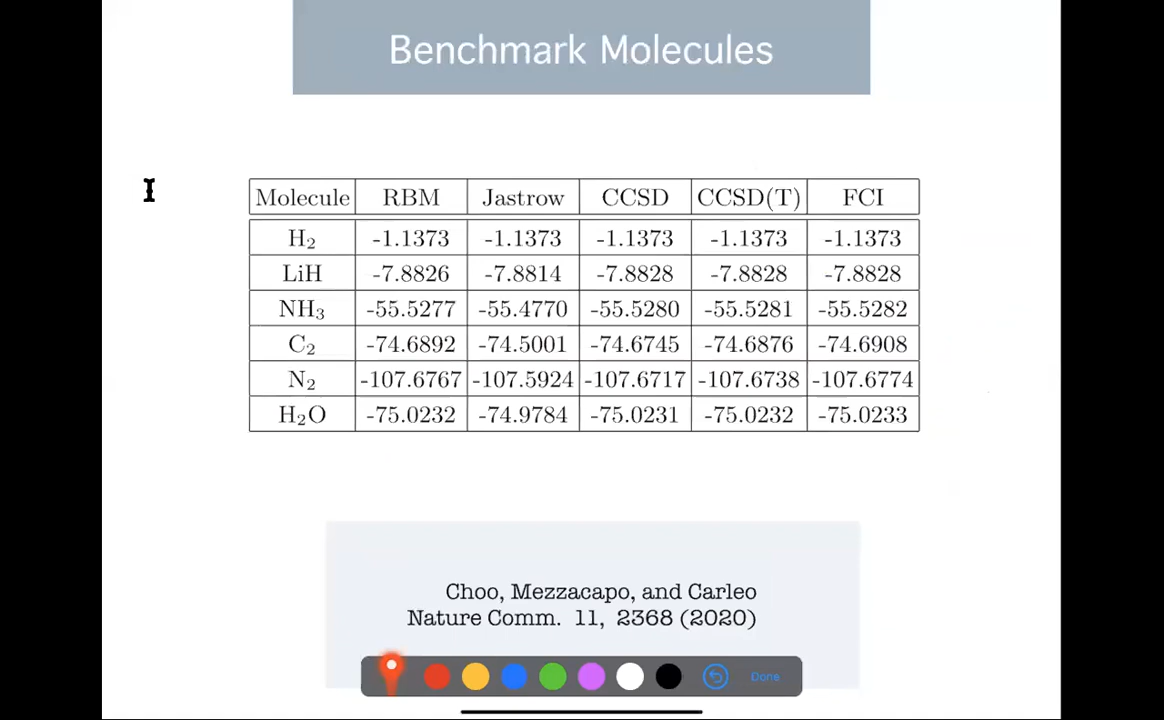 Benchmark Molecules
Molecule RBM Jastrow CCSD CCSD(T) FCI
H₂ -1.1373 -1.1373 -1.1373 -1.1373 -1.1373
LiH -7.8826 -7.8814 -7.8828 -7.8828 -7.8828
NH₃ -55.5277 -55.4770 -55.5280 -55.5281 -55.5282
C₂ -74.6892 -74.5001 -74.6745 -74.6876 -74.6908
N₂ -107.6767 -107.5924 -107.6717 -107.6738 -107.6774
H₂O -75.0232 -74.9784 -75.0231 -75.0232 -75.0233
Choo, Mezzacapo, and Carleo
Nature Comm. 11, 2368 (2020)
Done